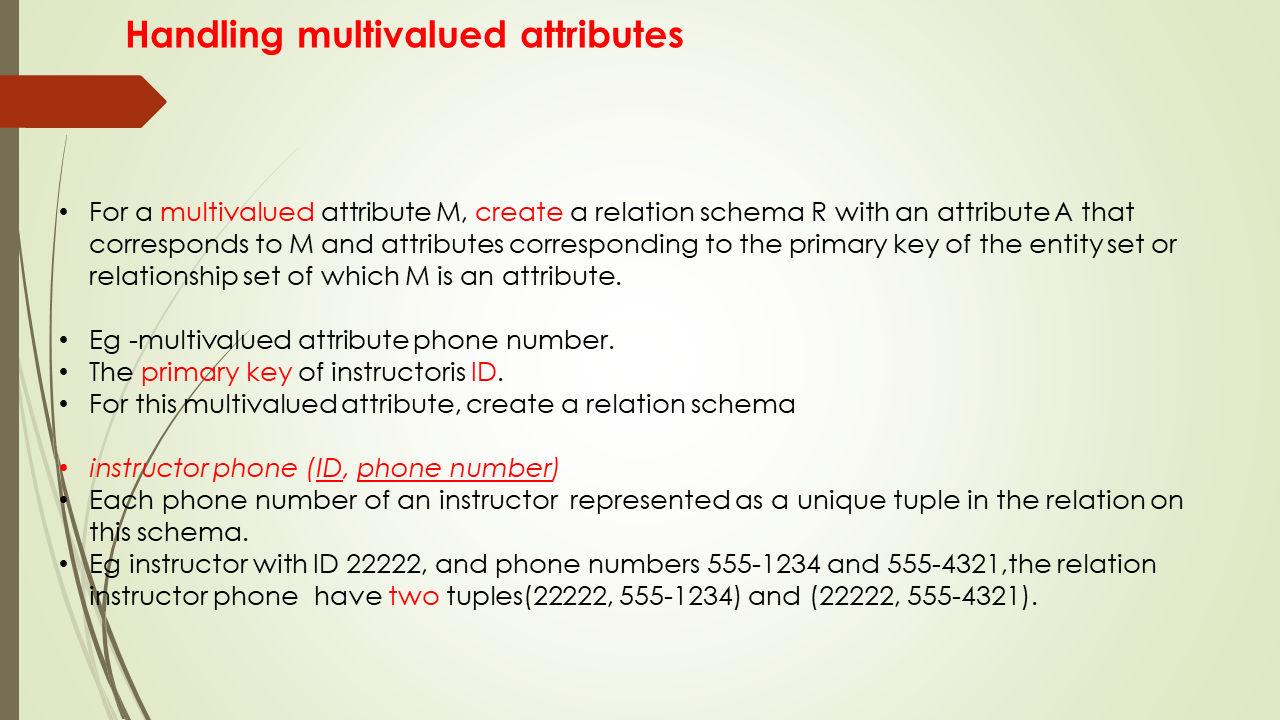 Handling multivalued attributes
• For a multivalued attribute M, create a relation schema R with an attribute A that
corresponds to M and attributes corresponding to the primary key of the entity set or
relationship set of which M is an attribute.
• Eg -multivalued attribute phone number.
• The primary key of instructoris ID.
• For this multivalued attribute, create a relation schema
• instructor phone (ID, phone number)
• Each phone number of an instructor represented as a unique tuple in the relation on
this schema.
• Eg instructor with ID 22222, and phone numbers 555-1234 and 555-4321,the relation
instructor phone have two tuples(22222, 555-1234) and (22222, 555-4321).